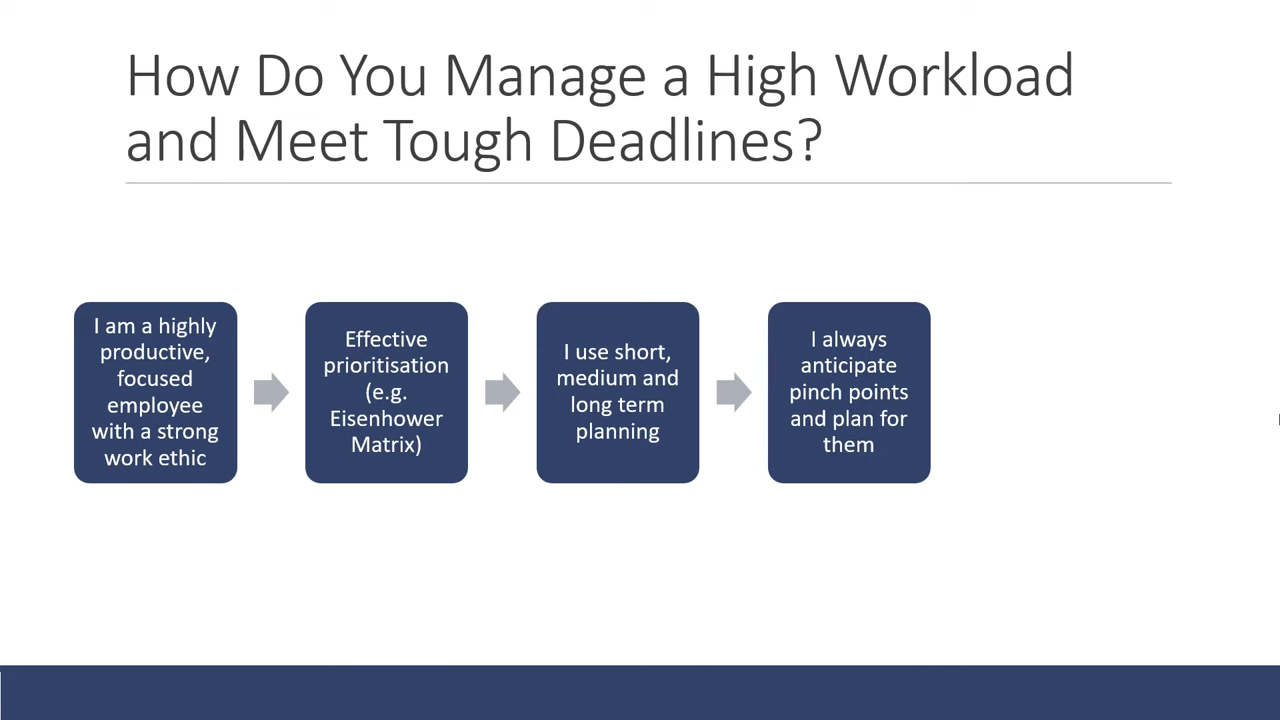 How Do You Manage a High Workload
and Meet Tough Deadlines?
I am a highly
productive,
focused
employee
with a strong
work ethic
Effective
prioritisation
(e.g.
Eisenhower
Matrix)
I use short,
medium and
long term
planning
I always
anticipate
pinch points
and plan for
them